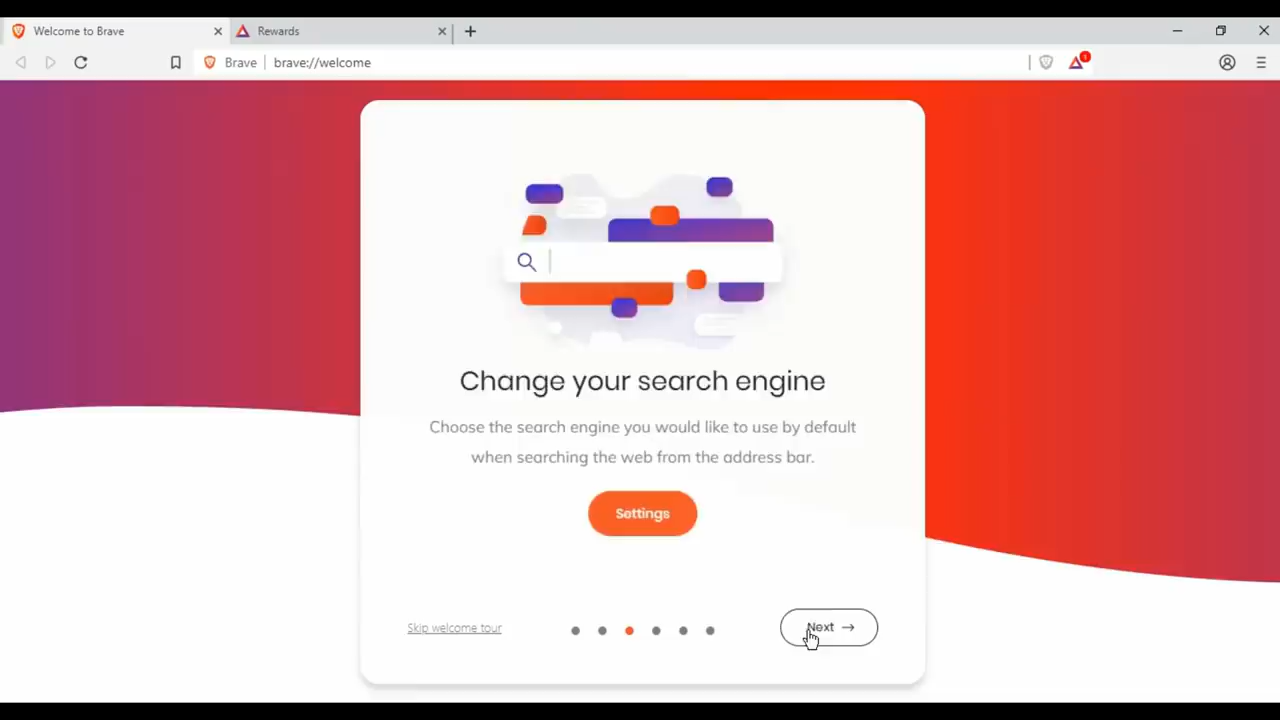 Welcome to Brave
Rewards
Brave
brave://welcome
1
Change your search engine
Choose the search engine you would like to use by default
when searching the web from the address bar.
Settings
Skip welcome tour
Next